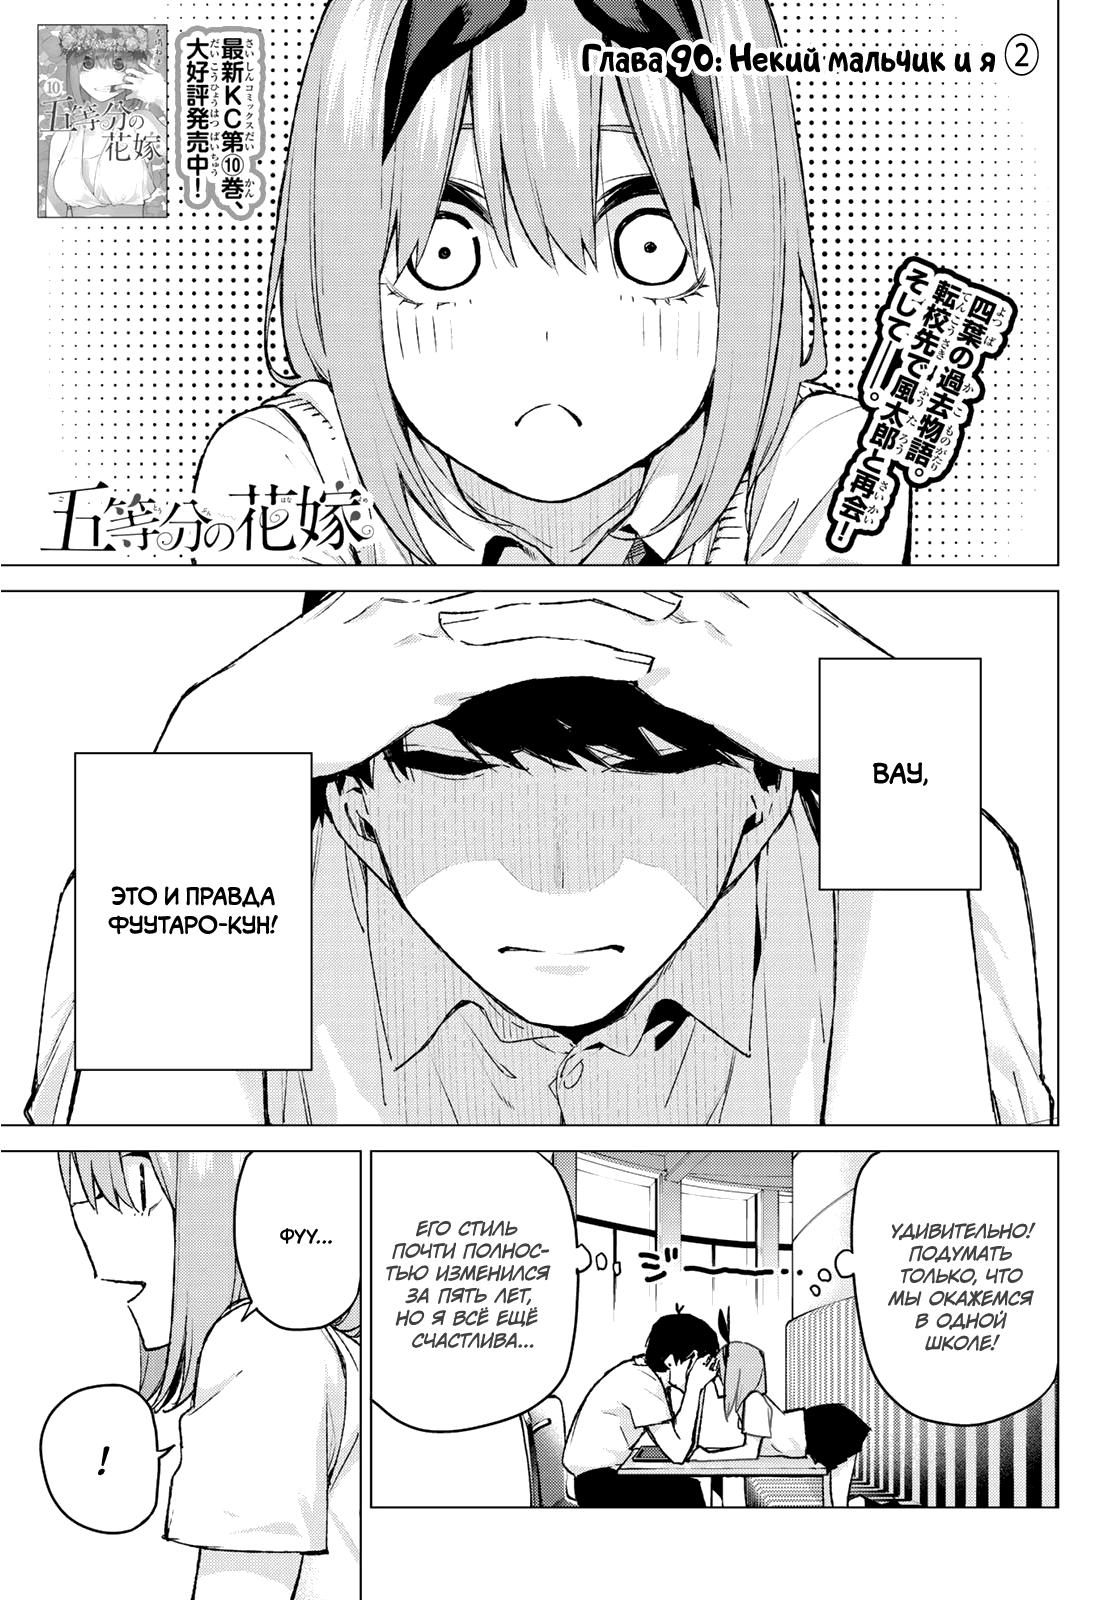 Глава 90: Некий мальчик и я ②
最新KC第⑩巻、
大好評発売中！
⑩
五等分の
花嫁
四葉の過去物語。
転校先で風太郎と再会！
そして――。
五等分の花嫁
ВАУ,
ЭТО И ПРАВДА
ФУУТАРО-КУН!
УДИВИТЕЛЬНО!
ПОДУМАТЬ
ТОЛЬКО, ЧТО
МЫ ОКАЖЕМСЯ
В ОДНОЙ
ШКОЛЕ!
ЕГО СТИЛЬ
ПОЧТИ ПОЛНОС-
ТЬЮ ИЗМЕНИЛСЯ
ЗА ПЯТЬ ЛЕТ,
НО Я ВСЁ ЕЩЁ
СЧАСТЛИВА...
ФУУ...
!